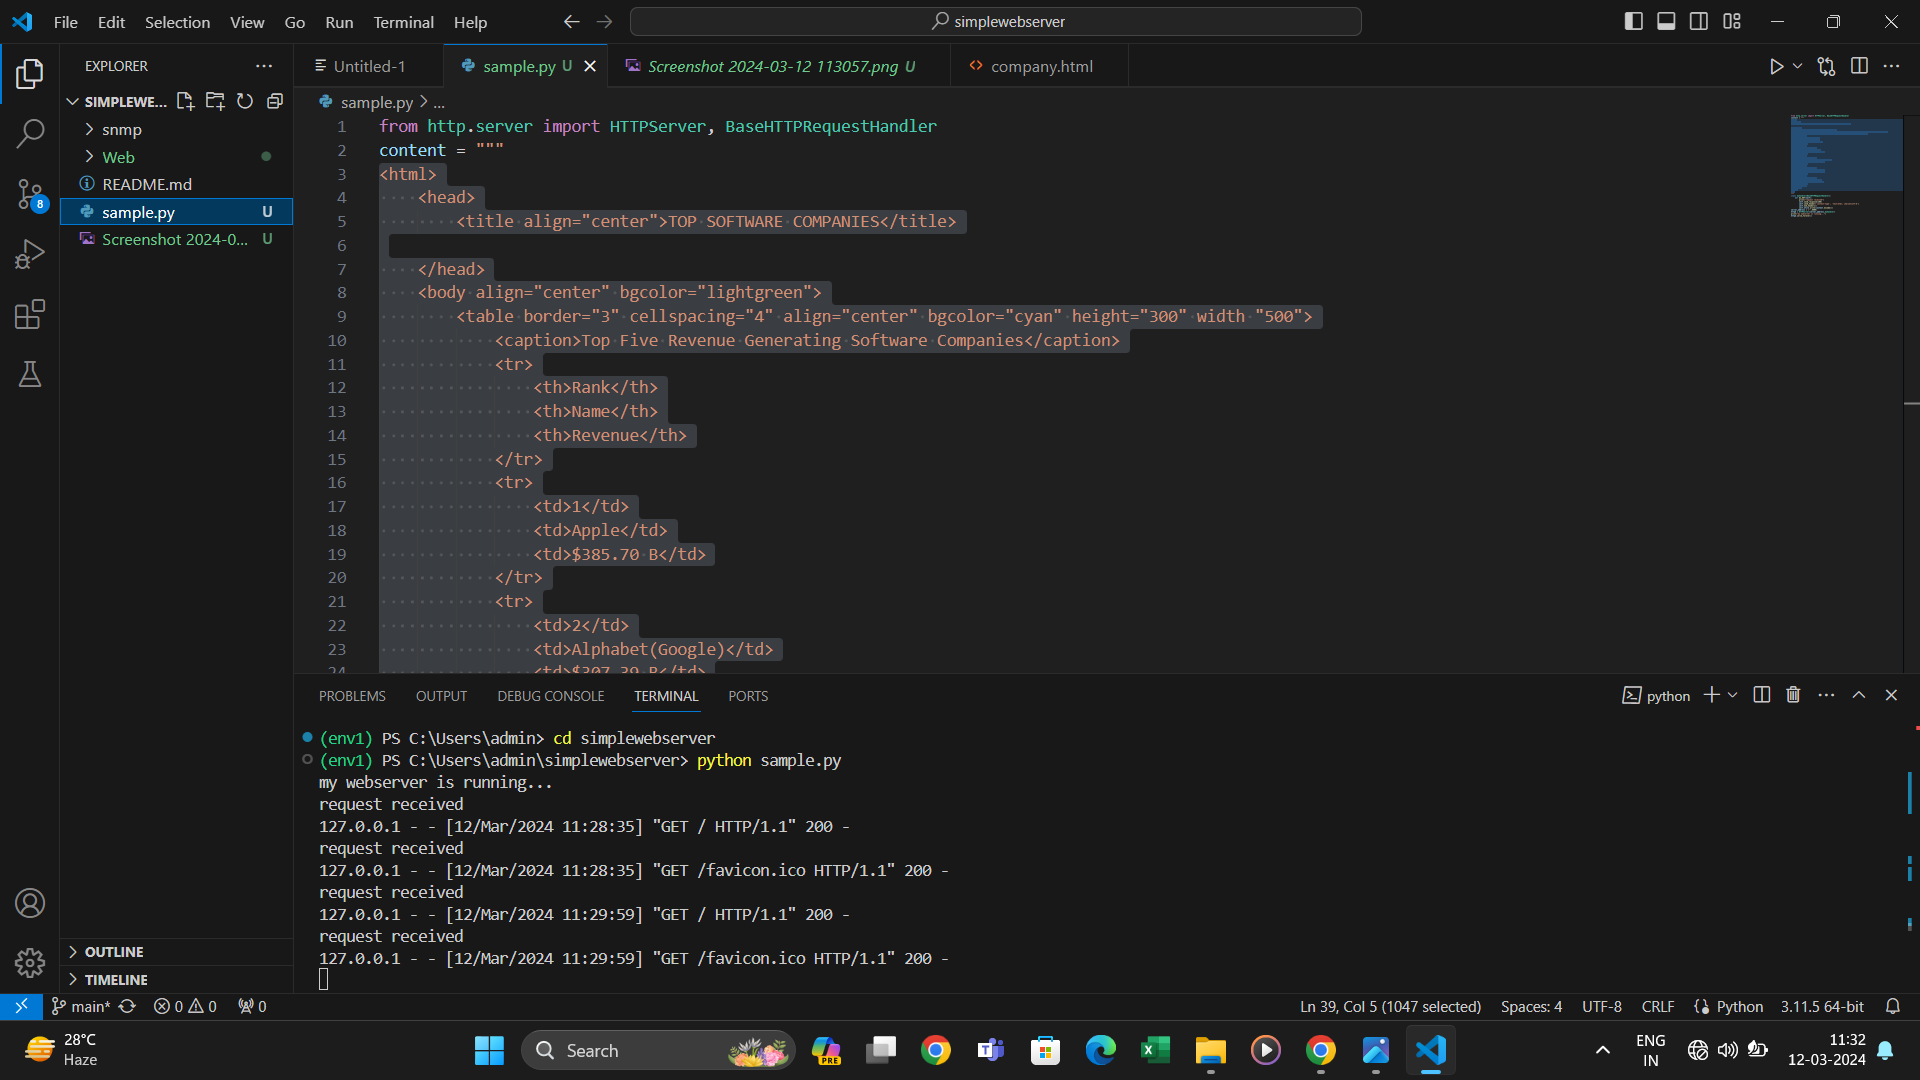 File Edit Selection View Go Run Terminal Help
simplewebserver
EXPLORER
SIMPLEWE...
snmp
Web
README.md
sample.py U
Screenshot 2024-0... U
OUTLINE
TIMELINE
Untitled-1
sample.py U
Screenshot 2024-03-12 113057.png U
company.html
sample.py > ...
1 from http.server import HTTPServer, BaseHTTPRequestHandler
2 content = """
3 <html>
4 <head>
5 <title align="center">TOP SOFTWARE COMPANIES</title>
6
7 </head>
8 <body align="center" bgcolor="lightgreen">
9 <table border="3" cellspacing="4" align="center" bgcolor="cyan" height="300" width "500">
10 <caption>Top Five Revenue Generating Software Companies</caption>
11 <tr>
12 <th>Rank</th>
13 <th>Name</th>
14 <th>Revenue</th>
15 </tr>
16 <tr>
17 <td>1</td>
18 <td>Apple</td>
19 <td>$385.70 B</td>
20 </tr>
21 <tr>
22 <td>2</td>
23 <td>Alphabet(Google)</td>
24 <td>$307.39 B</td>
PROBLEMS OUTPUT DEBUG CONSOLE TERMINAL PORTS
python
(env1) PS C:\Users\admin> cd simplewebserver
(env1) PS C:\Users\admin\simplewebserver> python sample.py
my webserver is running...
request received
127.0.0.1 - - [12/Mar/2024 11:28:35] "GET / HTTP/1.1" 200 -
request received
127.0.0.1 - - [12/Mar/2024 11:28:35] "GET /favicon.ico HTTP/1.1" 200 -
request received
127.0.0.1 - - [12/Mar/2024 11:29:59] "GET / HTTP/1.1" 200 -
request received
127.0.0.1 - - [12/Mar/2024 11:29:59] "GET /favicon.ico HTTP/1.1" 200 -
8
main* 0 0 0
Ln 39, Col 5 (1047 selected) Spaces: 4 UTF-8 CRLF Python 3.11.5 64-bit
28°C
Haze
Search
PRE
ENG
IN
11:32
12-03-2024